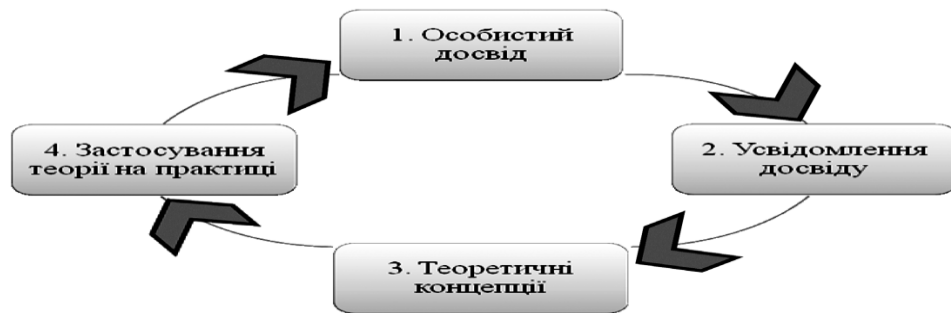 1. Особистий
досвід
2. Усвідомлення
досвіду
3. Теоретичні
концепції
4. Застосування
теорії на практиці